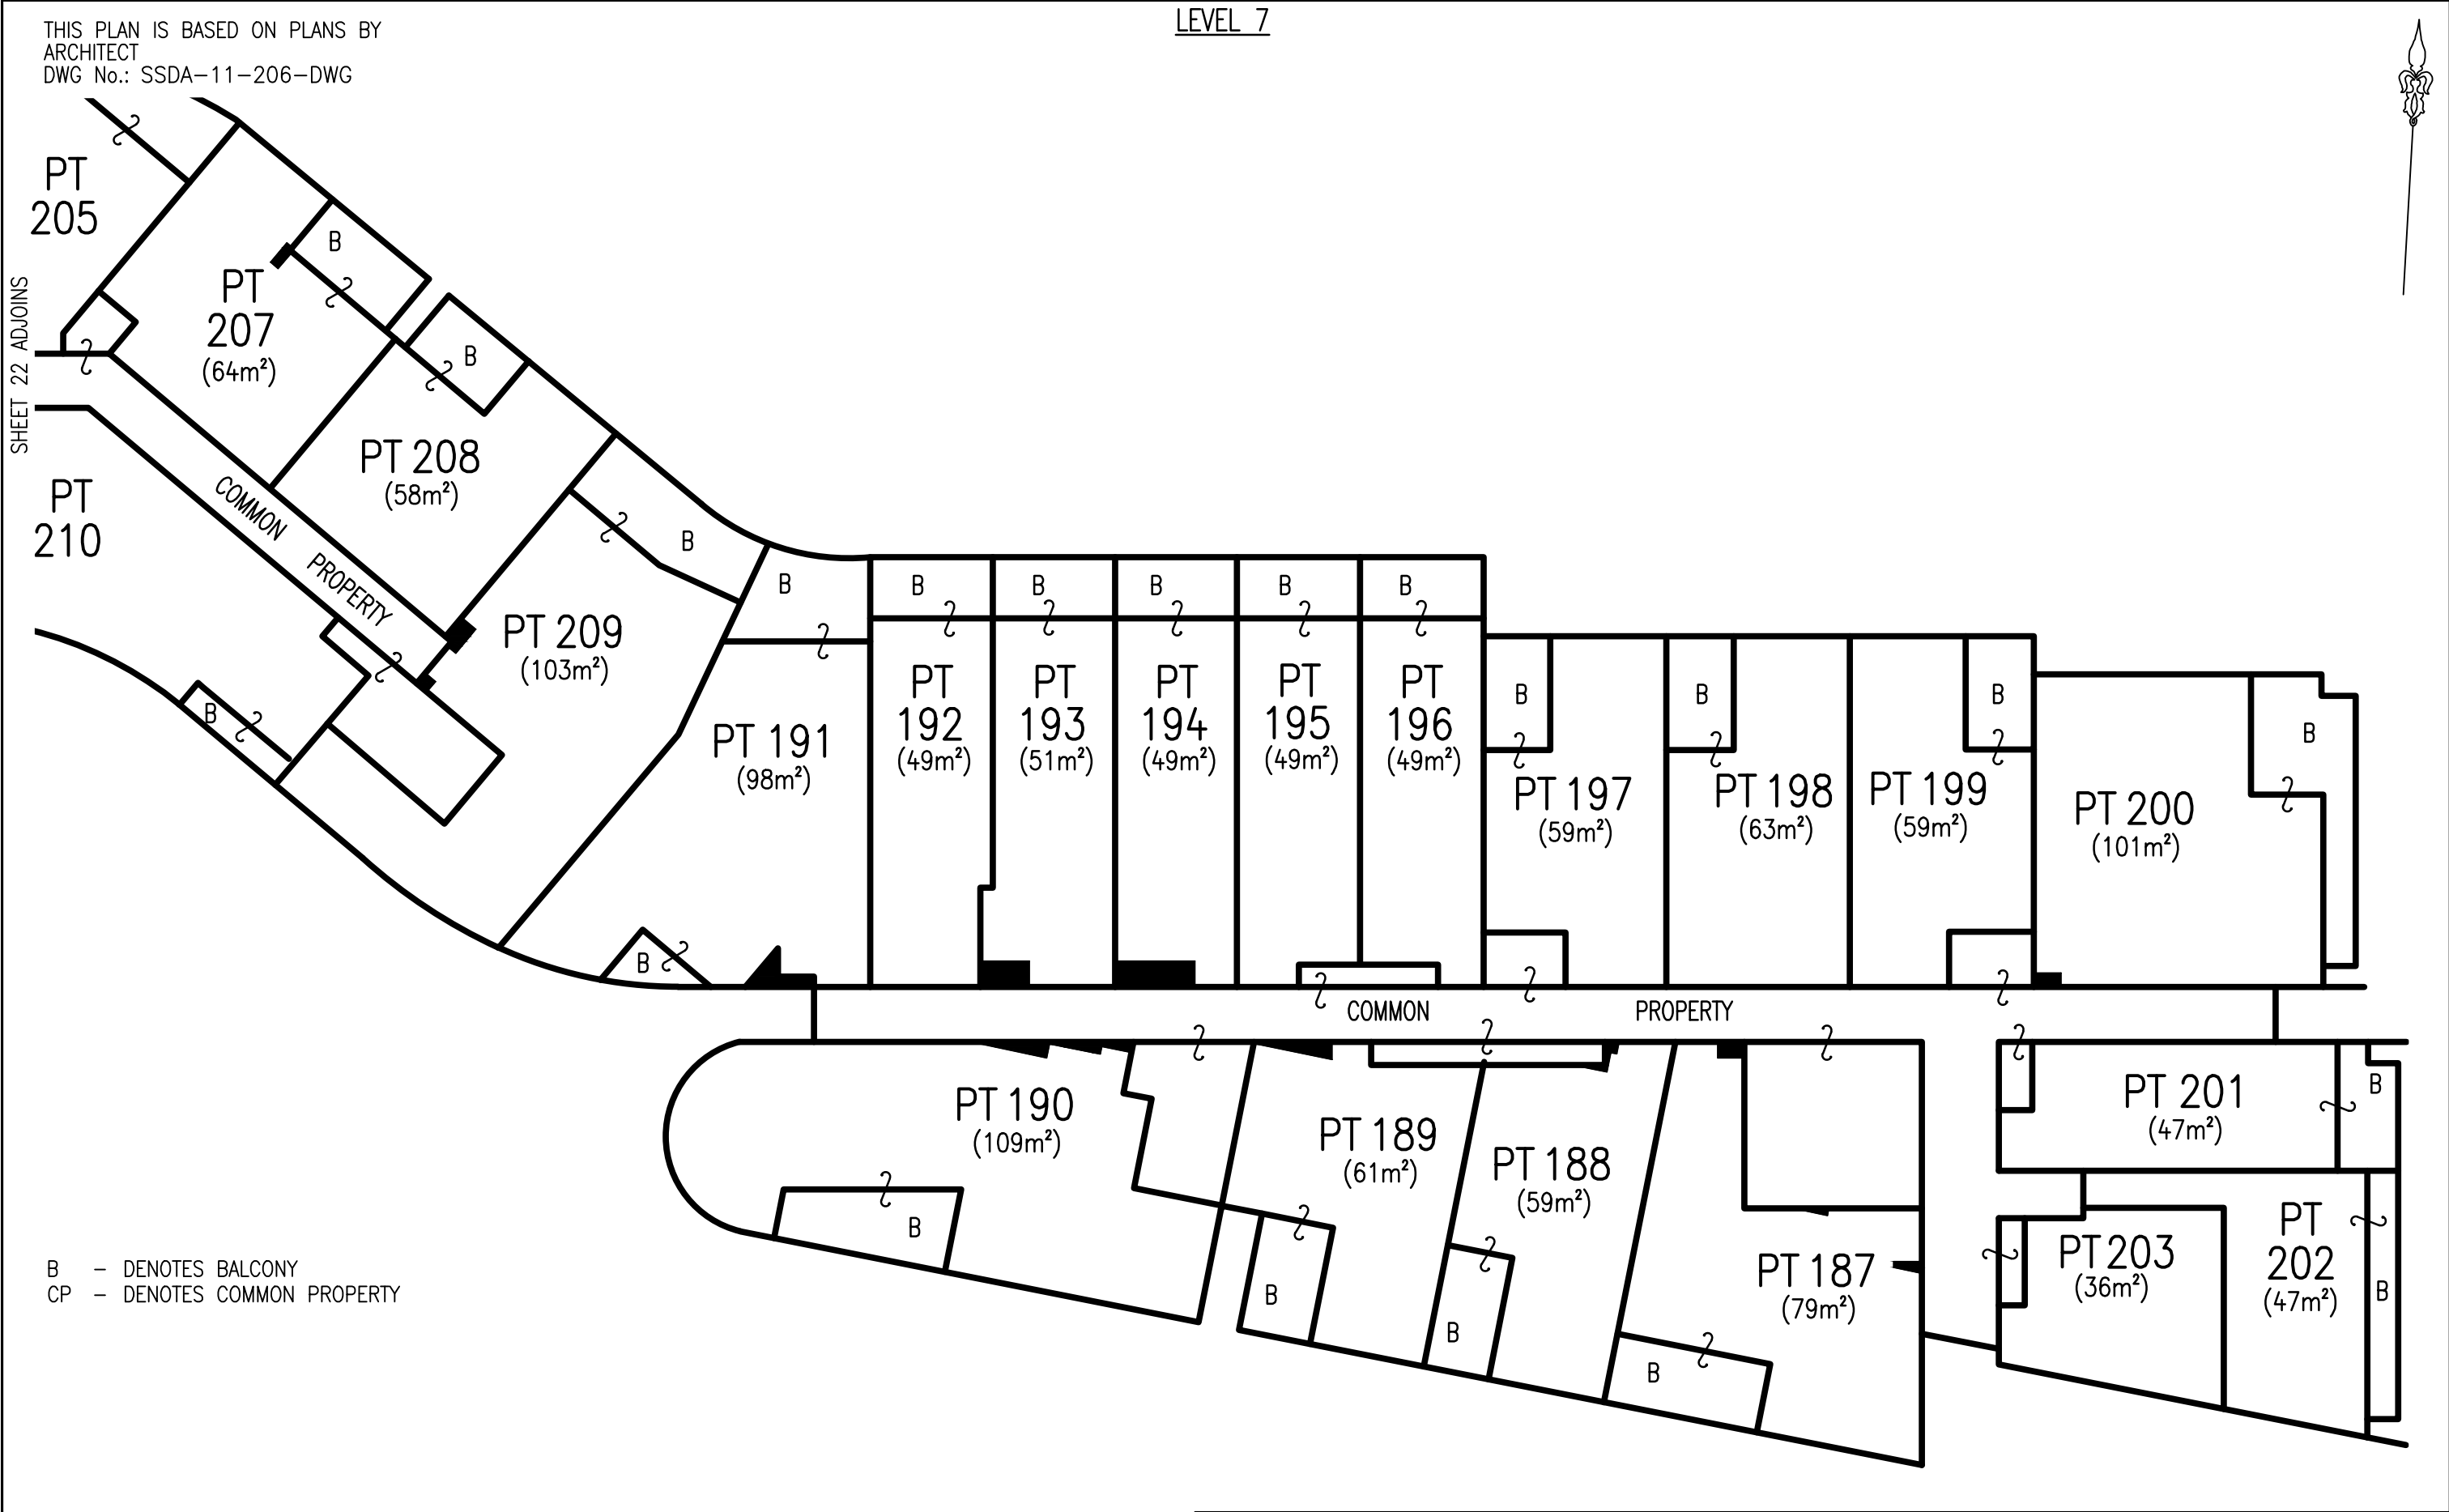 LEVEL 7
THIS PLAN IS BASED ON PLANS BY
ARCHITECT
DWG No.: SSDA-11-206-DWG
SHEET 22 ADJOINS
PT
205
B
PT
207
(64m²)
B
PT 208
(58m²)
PT
210
COMMON PROPERTY
B
PT 209
(103m²)
B
B
PT 191
(98m²)
B
B
PT
192
(49m²)
B
PT
193
(51m²)
B
PT
194
(49m²)
B
PT
195
(49m²)
B
PT
196
(49m²)
B
PT 197
(59m²)
B
PT 198
(63m²)
B
PT 199
(59m²)
B
PT 200
(101m²)
COMMON PROPERTY
PT 190
(109m²)
B
PT 189
(61m²)
B
PT 188
(59m²)
B
PT 187
(79m²)
B
PT 201
(47m²)
B
PT 203
(36m²)
PT
202
(47m²)
B
B - DENOTES BALCONY
CP - DENOTES COMMON PROPERTY